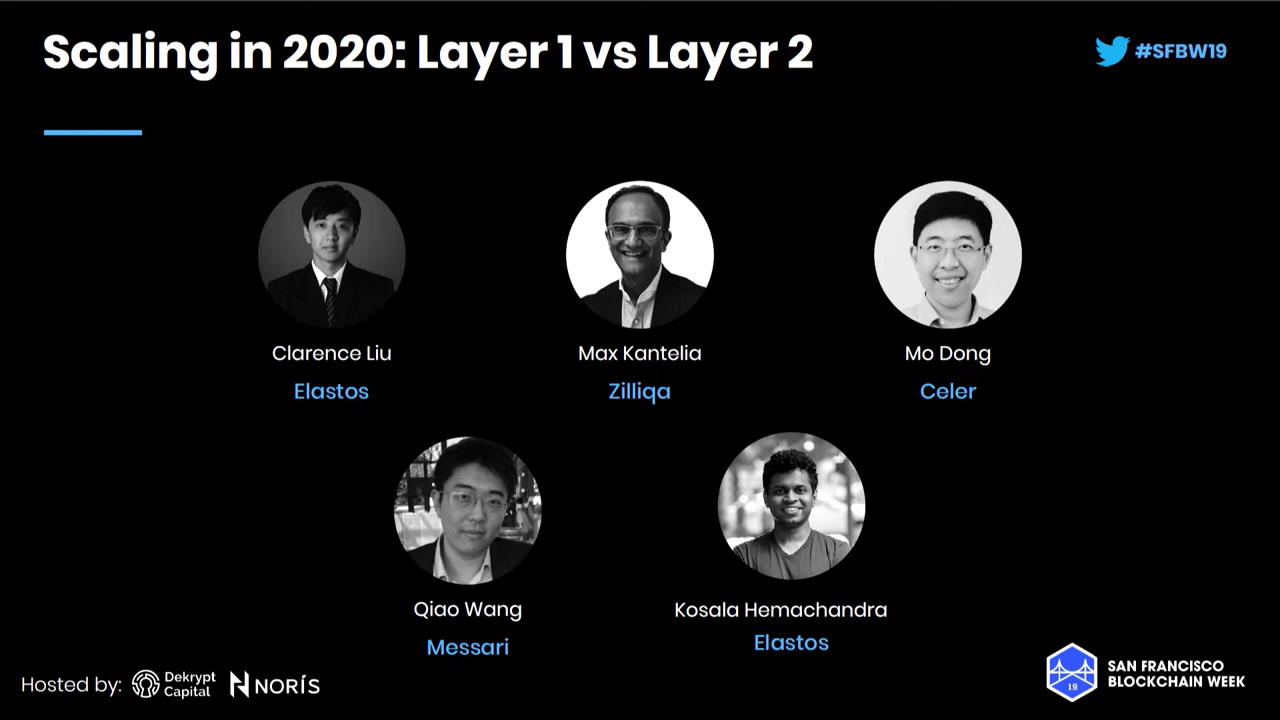 Scaling in 2020: Layer 1 vs Layer 2
#SFBW19
Clarence Liu
Elastos
Max Kantelia
Zilliqa
Mo Dong
Celer
Qiao Wang
Messari
Kosala Hemachandra
Elastos
Hosted by:
Dekrypt
Capital
NORÍS
19
SAN FRANCISCO
BLOCKCHAIN WEEK